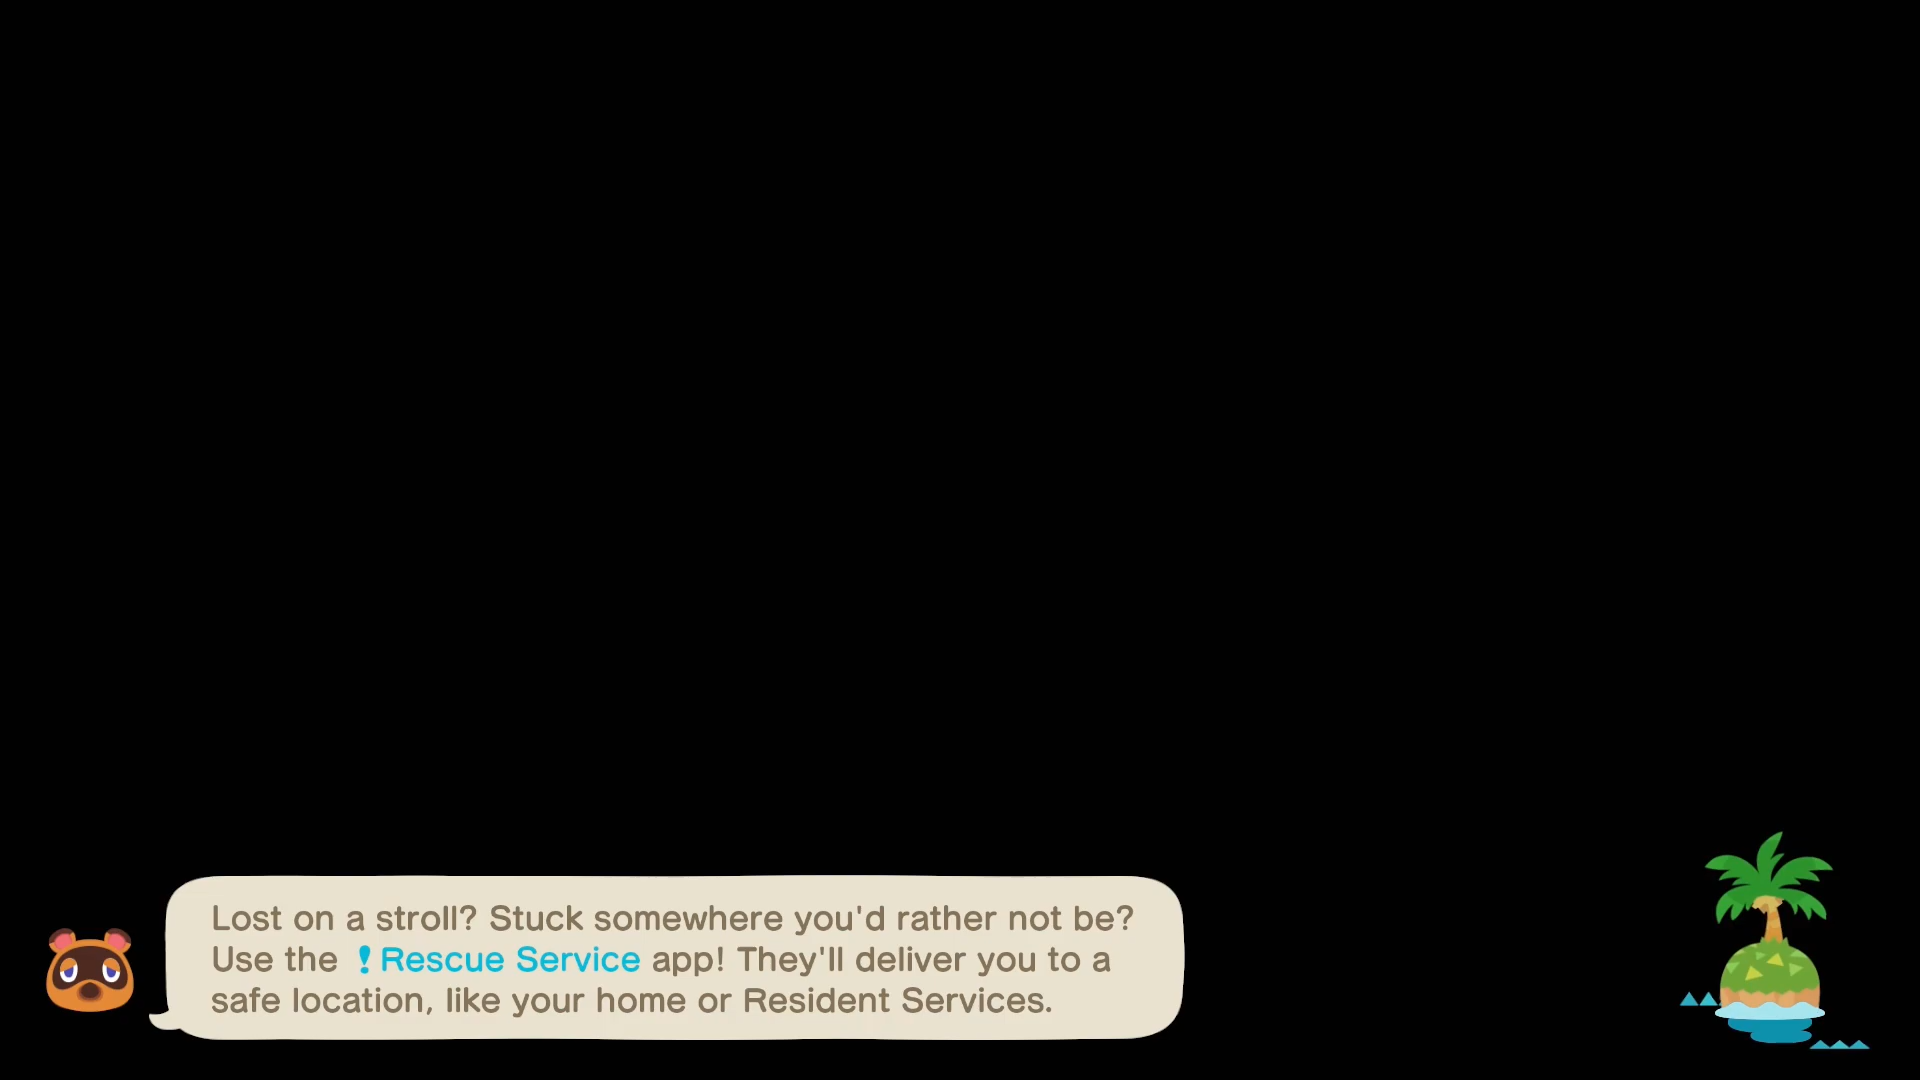 Lost on a stroll? Stuck somewhere you'd rather not be?
Use the ! Rescue Service app! They'll deliver you to a
safe location, like your home or Resident Services.